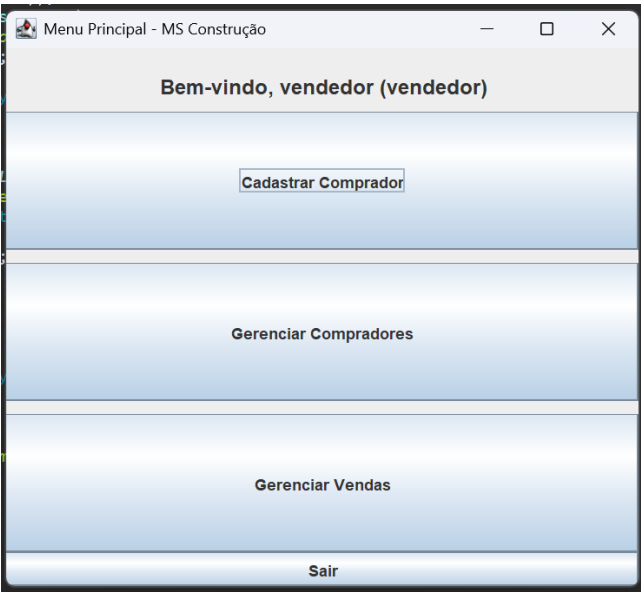 Menu Principal - MS Construção
Bem-vindo, vendedor (vendedor)
Cadastrar Comprador
Gerenciar Compradores
Gerenciar Vendas
Sair